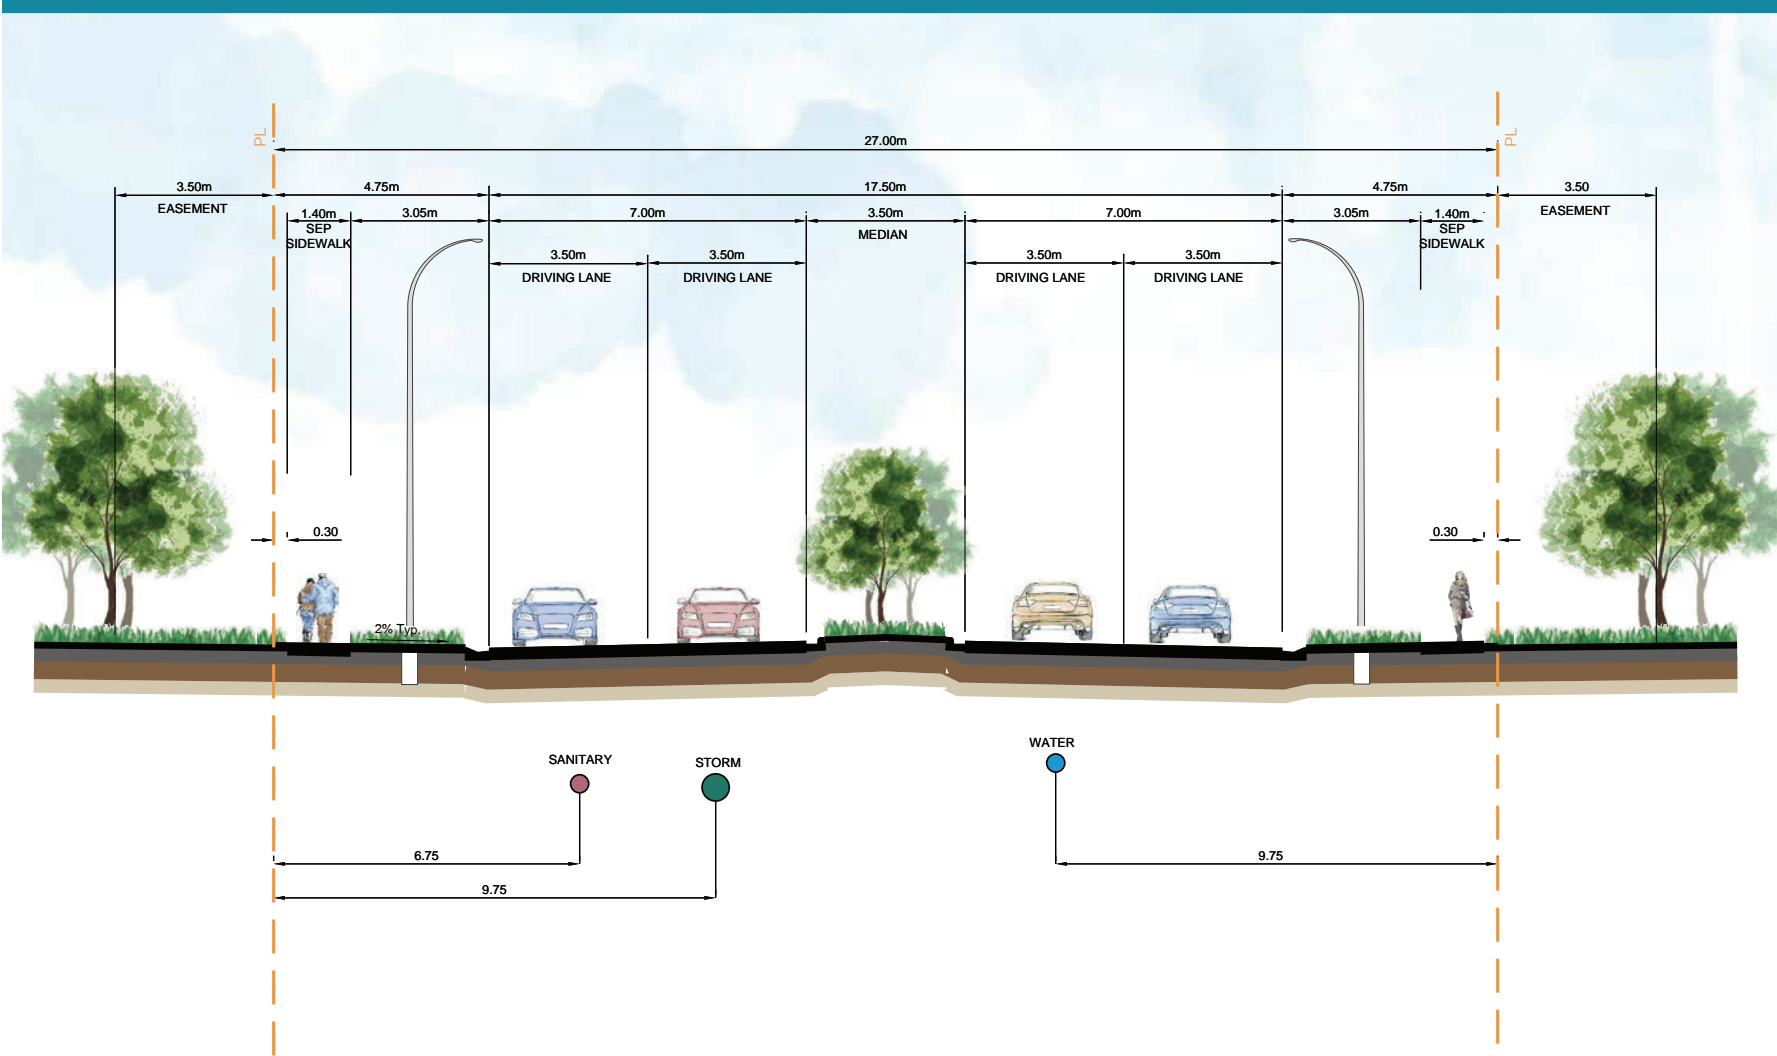 PL
PL
27.00m
3.50m
4.75m
17.50m
4.75m
3.50
EASEMENT
EASEMENT
1.40m
3.05m
7.00m
3.50m
7.00m
3.05m
1.40m
SEP
SIDEWALK
MEDIAN
SEP
SIDEWALK
3.50m
3.50m
3.50m
3.50m
DRIVING LANE
DRIVING LANE
DRIVING LANE
DRIVING LANE
0.30
0.30
2% Typ.
SANITARY
STORM
WATER
6.75
9.75
9.75